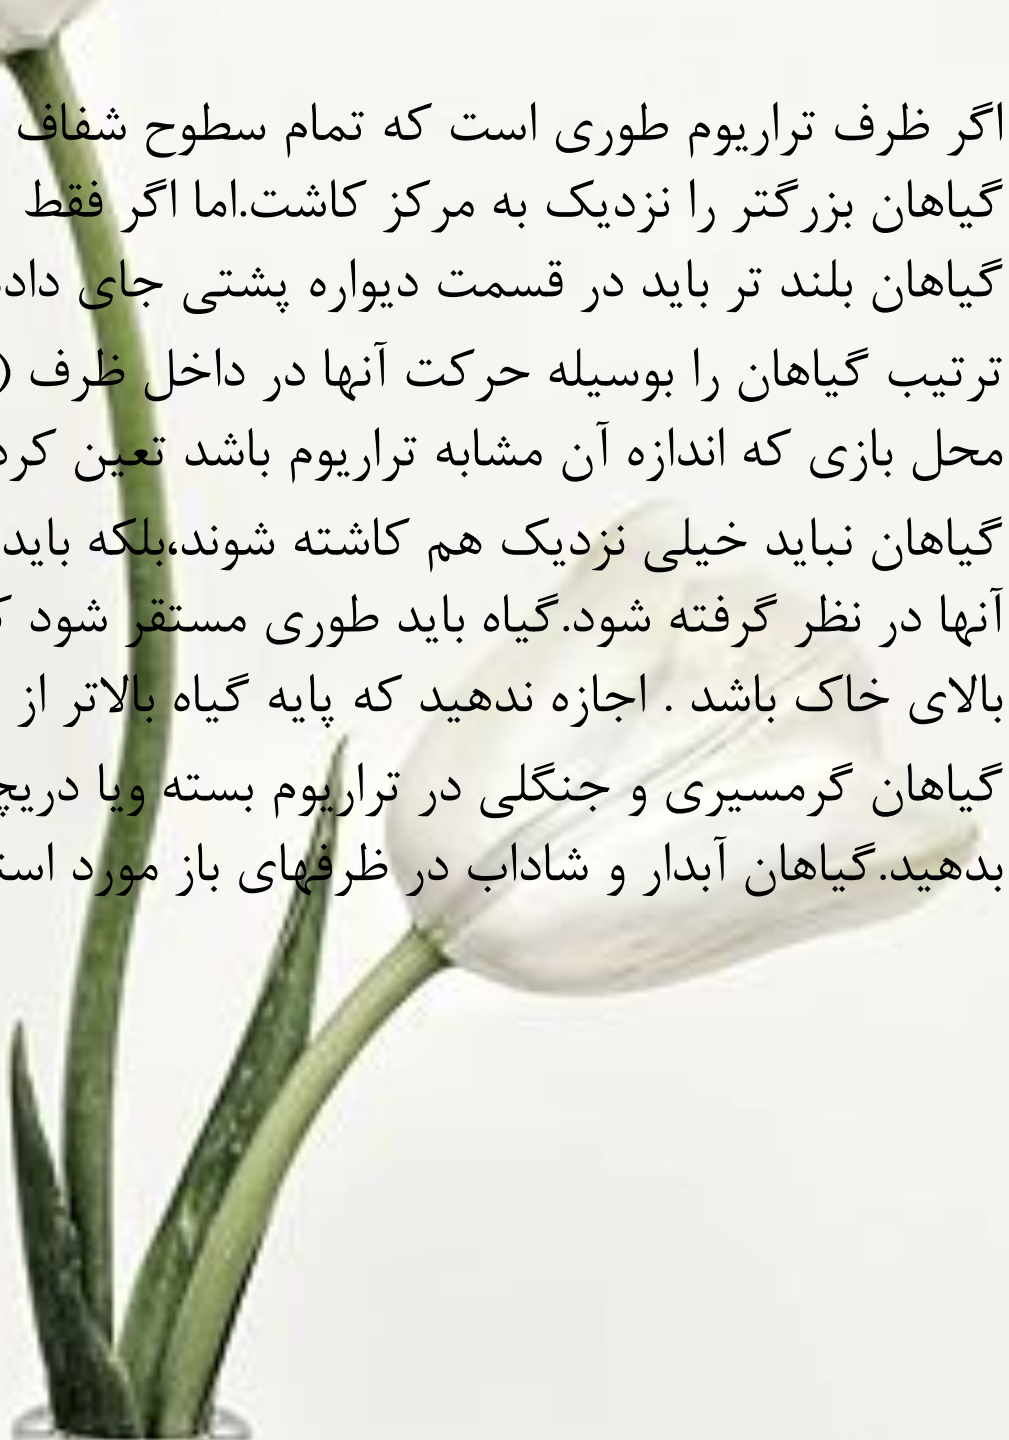 اگر ظرف تراریوم طوری است که تمام سطوح شفاف
گیاهان بزرگتر را نزدیک به مرکز کاشت.اما اگر فقط
گیاهان بلند تر باید در قسمت دیواره پشتی جای
ترتیب گیاهان را بوسیله حرکت آنها در داخل ظرف (
محل بازی که اندازه آن مشابه تراریوم باشد تعین
گیاهان نباید خیلی نزدیک هم کاشته شوند،بلکه باید
آنها در نظر گرفته شود.گیاه باید طوری مستقر شود
بالای خاک باشد . اجازه ندهید که پایه گیاه بالاتر از
گیاهان گرمسیری و جنگلی در تراریوم بسته ویا
بدهید.گیاهان آبدار و شاداب در ظرفهای باز مورد